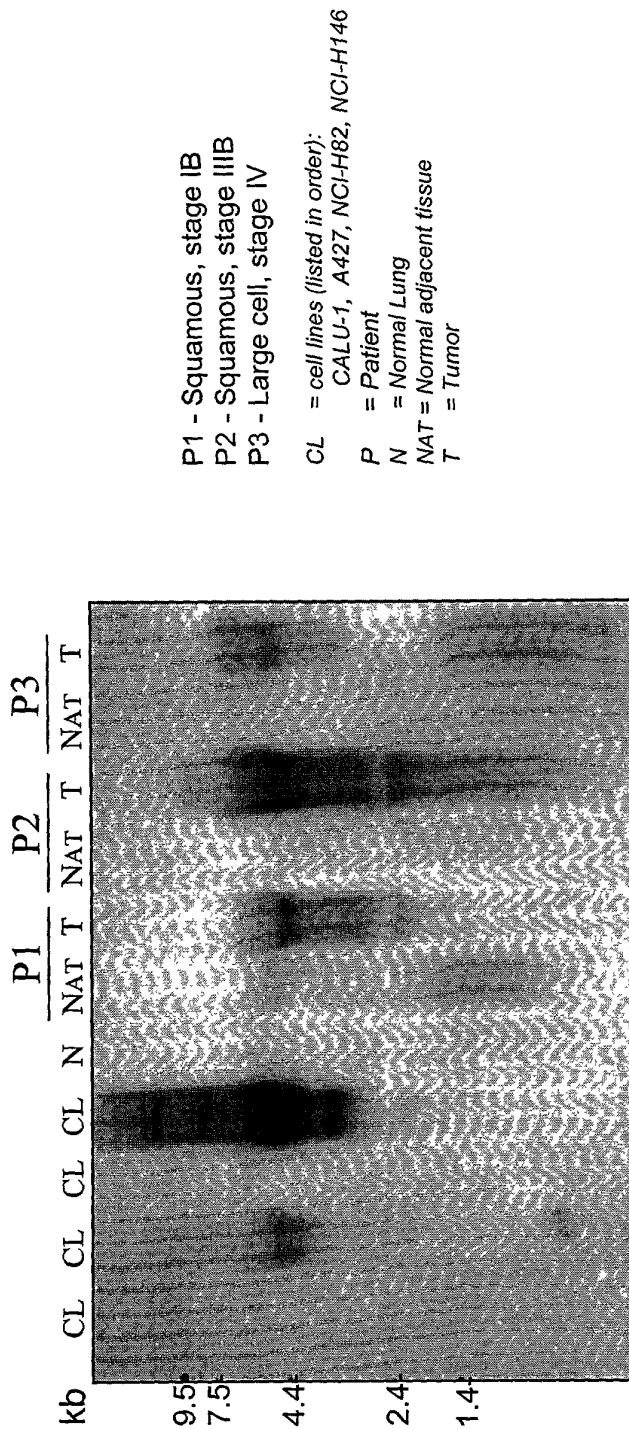 P1 P2 P3
kb CL CL CL CL N NAT T NAT T NAT T
9.5
7.5
4.4
2.4
1.4
P1 - Squamous, stage IB
P2 - Squamous, stage IIIB
P3 - Large cell, stage IV
CL = cell lines (listed in order):
CALU-1, A427, NCI-H82, NCI-H146
P = Patient
N = Normal Lung
NAT = Normal adjacent tissue
T = Tumor